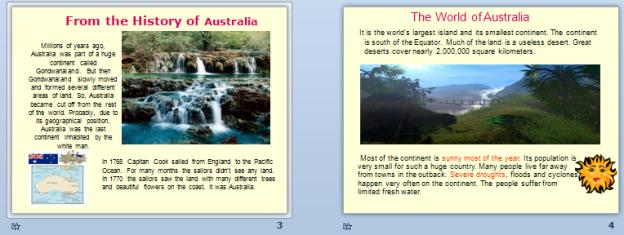 From the History of Australia
Millions of years ago,
Australia was part of a huge
continent called
Gondwanaland. But then
Gondwanaland slowly moved
and formed several different
areas of land. So, Australia
became cut off from the rest
of the world. Probably, due to
its geographical position,
Australia was the last
continent inhabited by the
white man.
In 1768 Capitan Cook sailed from England to the Pacific
Ocean. For many months the sailors didn't see any land.
In 1770 the sailors saw the land with many different trees
and beautiful flowers on the coast. It was Australia.
3
The World of Australia
It is the world's largest island and its smallest continent. The continent
is south of the Equator. Much of the land is a useless desert. Great
deserts cover nearly 2,000,000 square kilometers.
Most of the continent is sunny most of the year. Its population is
very small for such a huge country. Many people live far away
from towns in the outback. Severe droughts, floods and cyclones
happen very often on the continent. The people suffer from
limited fresh water.
4